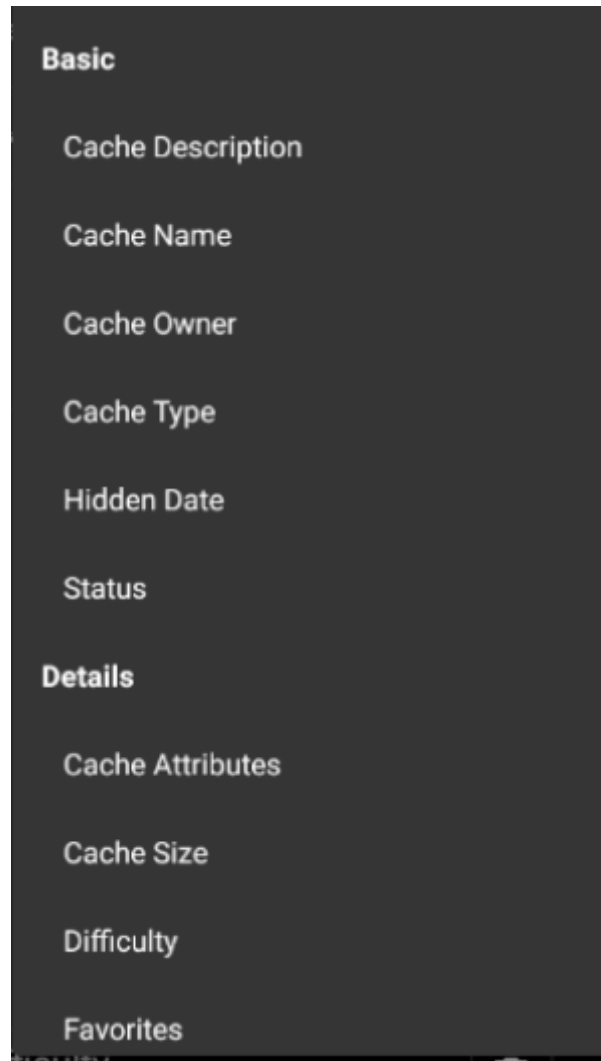 Basic
Cache Description
Cache Name
Cache Owner
Cache Type
Hidden Date
Status
Details
Cache Attributes
Cache Size
Difficulty
Favorites